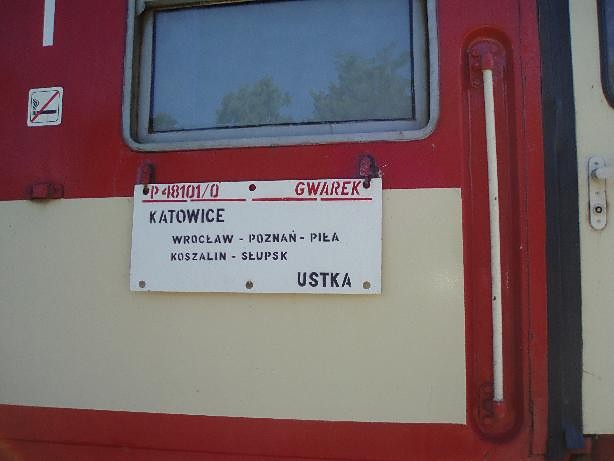 P 48101/0 GWAREK
KATOWICE
WROCŁAW - POZNAŃ - PIŁA
KOSZALIN - SŁUPSK
USTKA